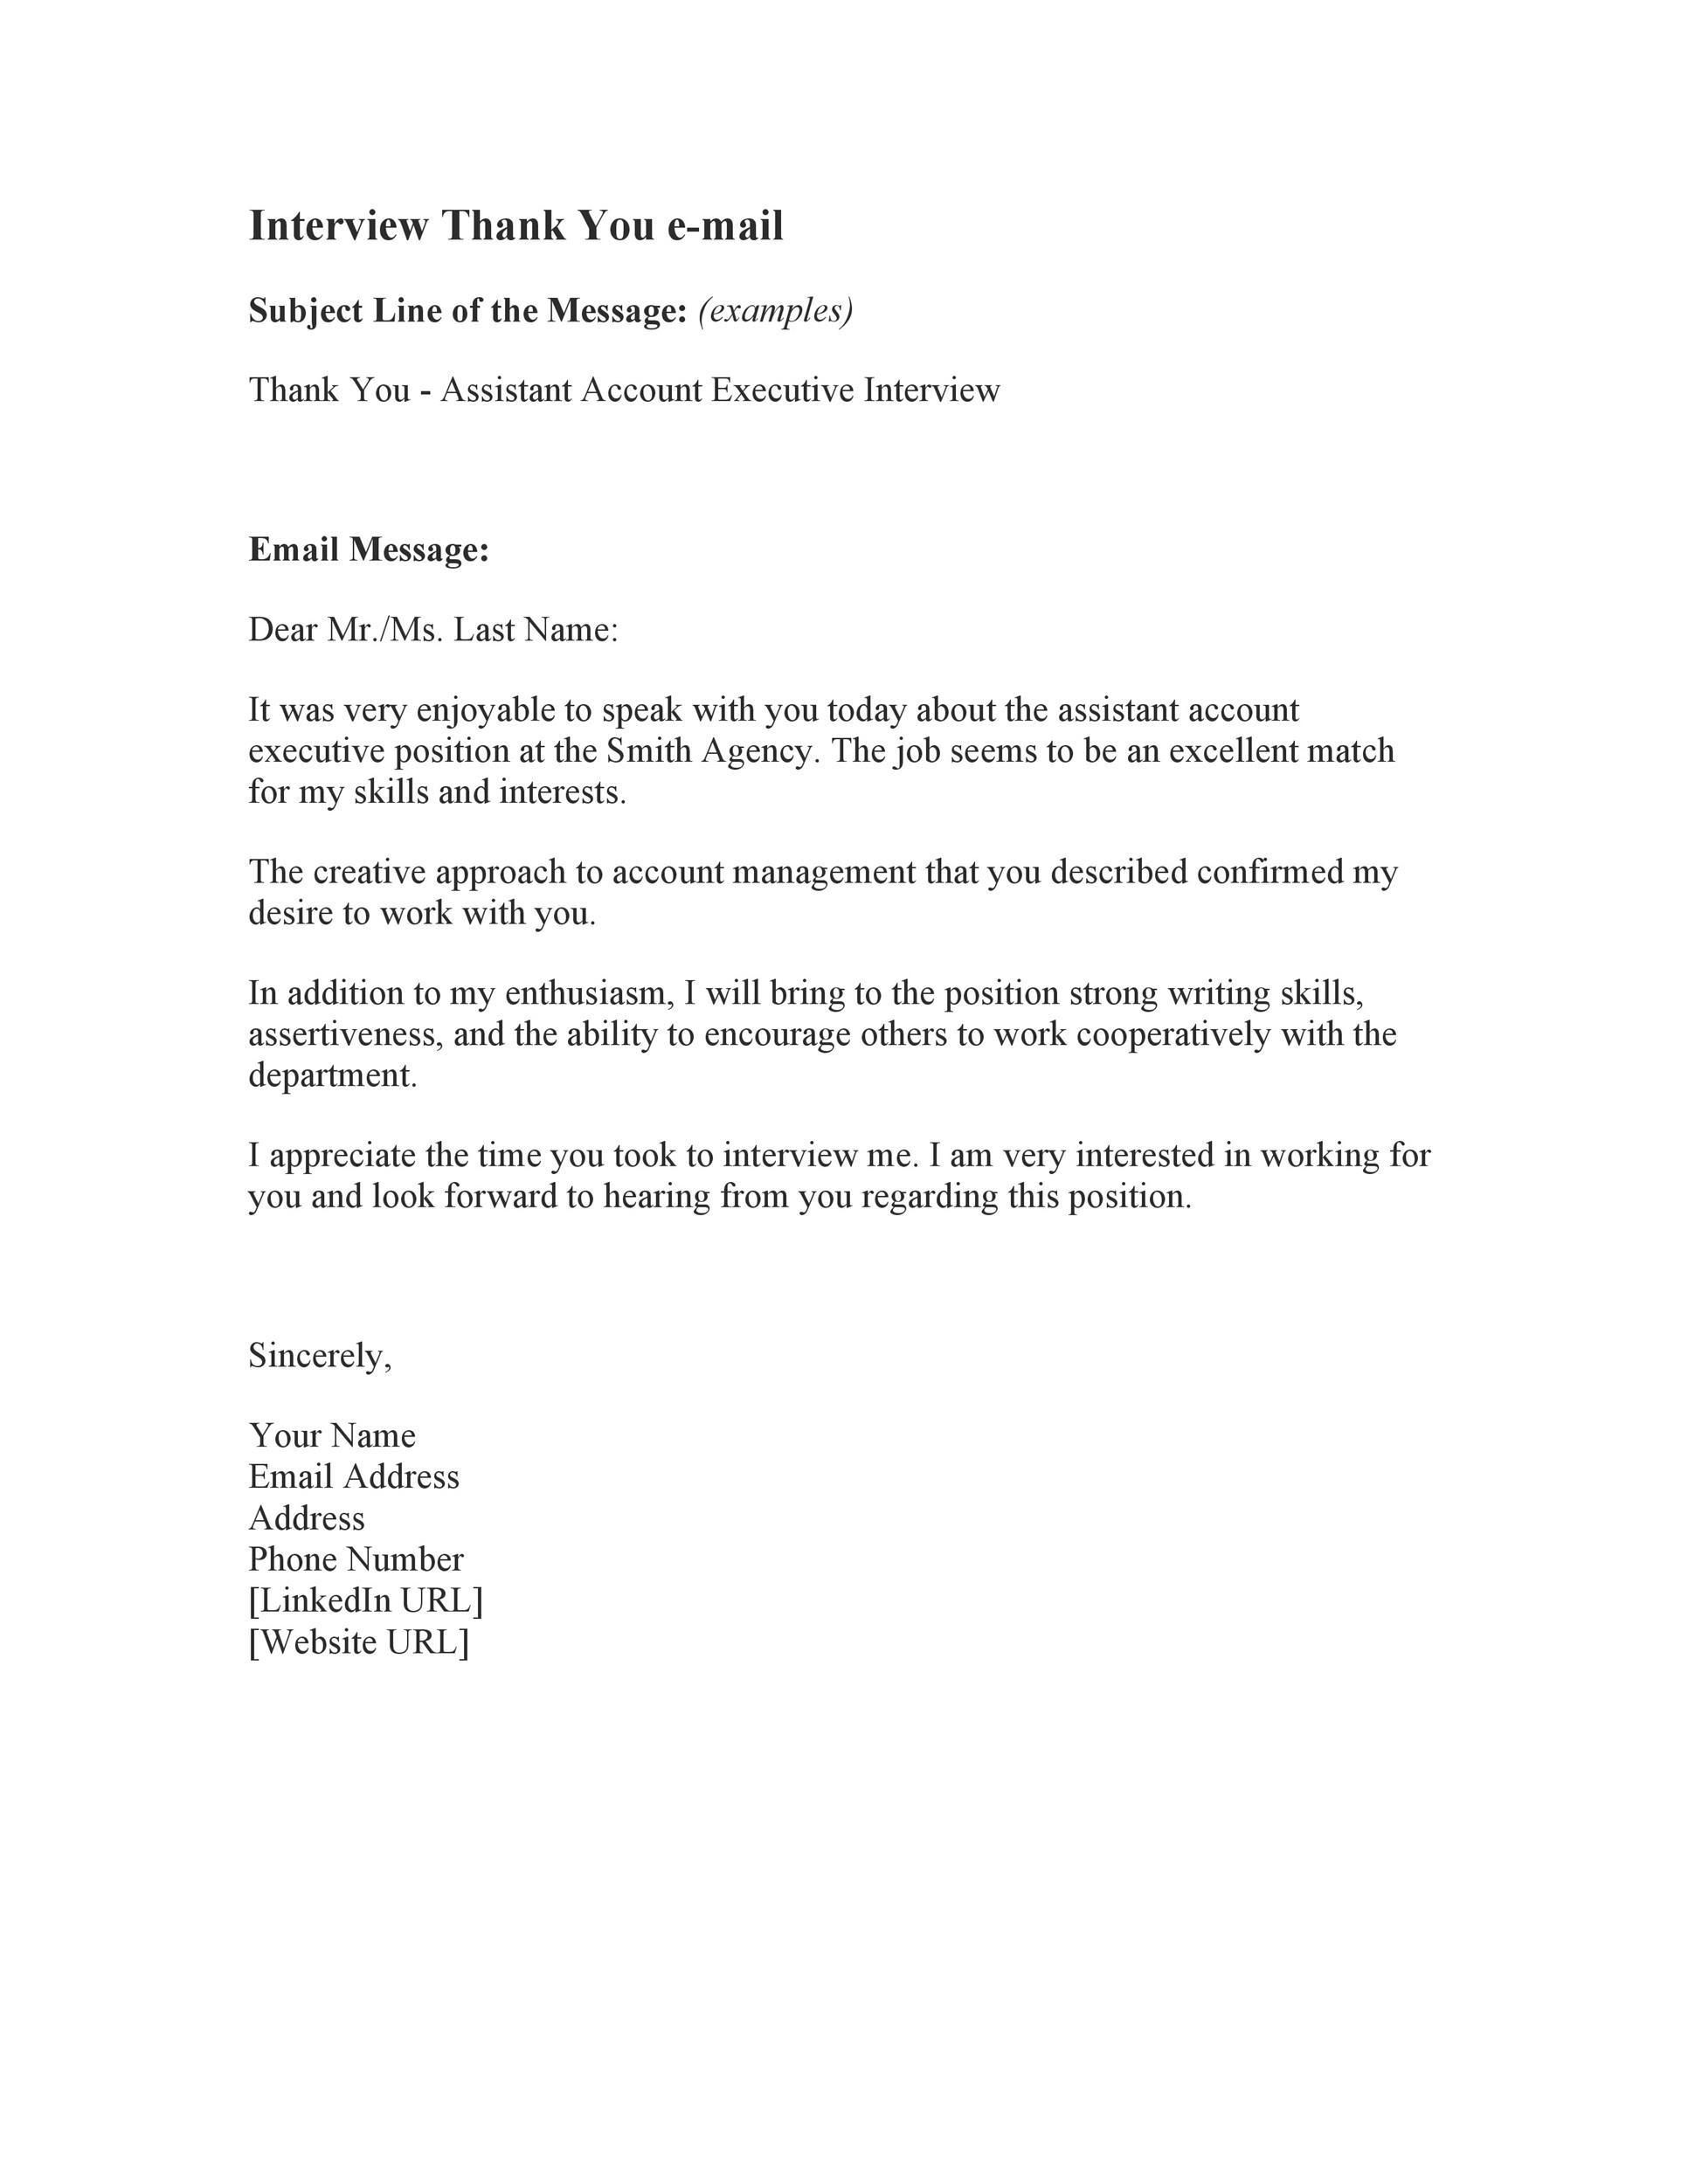 Interview Thank You e-mail
Subject Line of the Message: (examples)
Thank You - Assistant Account Executive Interview
Email Message:
Dear Mr./Ms. Last Name:
It was very enjoyable to speak with you today about the assistant account
executive position at the Smith Agency. The job seems to be an excellent match
for my skills and interests.
The creative approach to account management that you described confirmed my
desire to work with you.
In addition to my enthusiasm, I will bring to the position strong writing skills,
assertiveness, and the ability to encourage others to work cooperatively with the
department.
I appreciate the time you took to interview me. I am very interested in working for
you and look forward to hearing from you regarding this position.
Sincerely,
Your Name
Email Address
Address
Phone Number
[LinkedIn URL]
[Website URL]